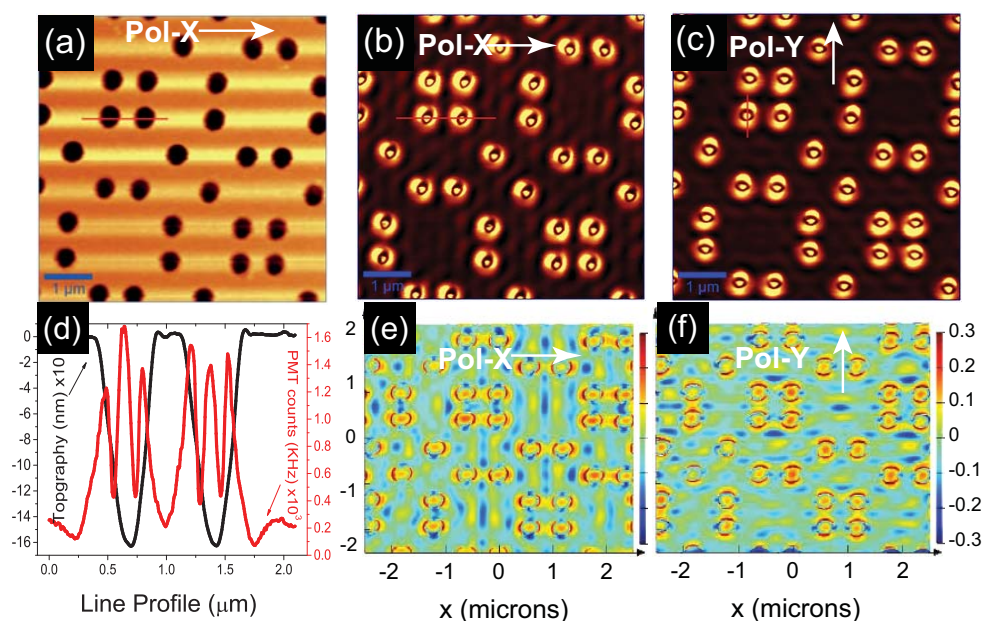 (a) Pol-X
1 µm
(b) Pol-X
1 µm
(c) Pol-Y
1 µm
(d)
Topgraphy (nm) x10
0
-2
-4
-6
-8
-10
-12
-14
-16
0.0 0.5 1.0 1.5 2.0
Line Profile (µm)
1.6
1.4
1.2
1.0
0.8
0.6
0.4
0.2
0.0
PMT counts (KHz) x10³
(e) Pol-X
2
1
0
-1
-2
-2 -1 0 1 2
x (microns)
(f) Pol-Y
-2 -1 0 1 2
x (microns)
0.3
0.2
0.1
0
-0.1
-0.2
-0.3